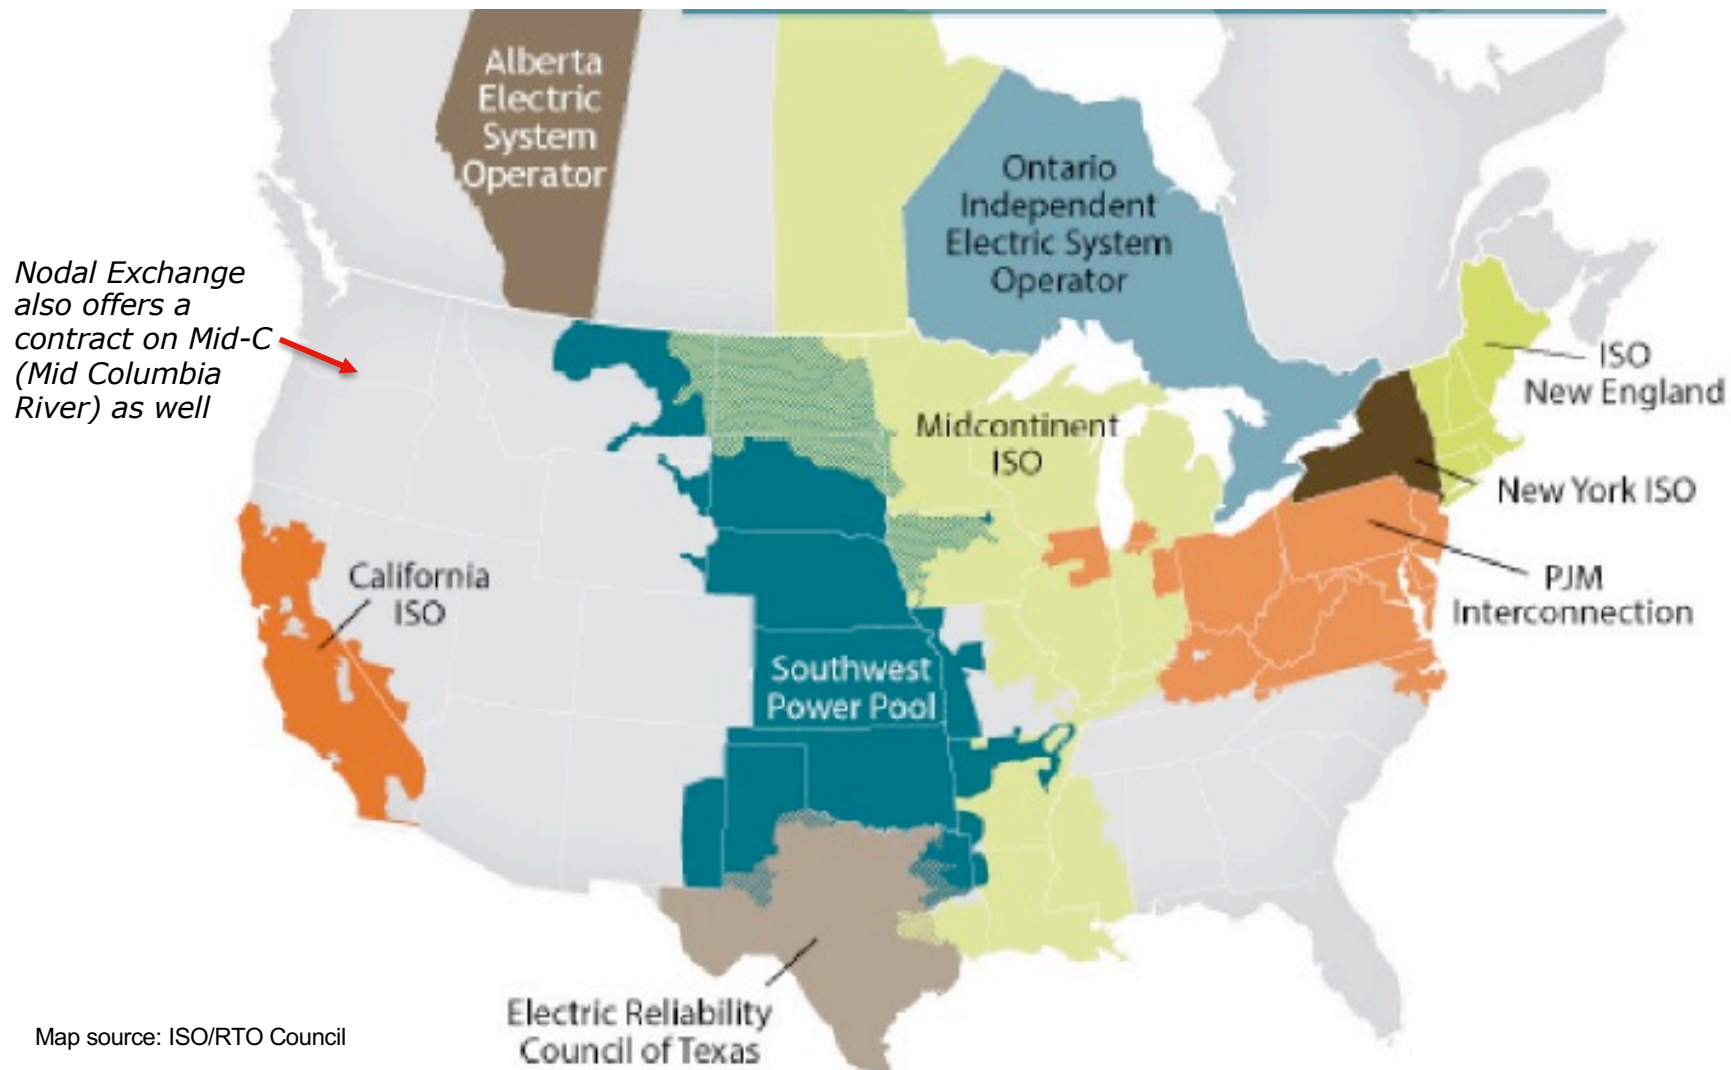 Alberta
Electric
System
Operator
Ontario
Independent
Electric System
Operator
Nodal Exchange
also offers a
contract on Mid-C
(Mid Columbia
River) as well
ISO
New England
Midcontinent
ISO
New York ISO
California
ISO
PJM
Interconnection
Southwest
Power Pool
Electric Reliability
Council of Texas
Map source: ISO/RTO Council